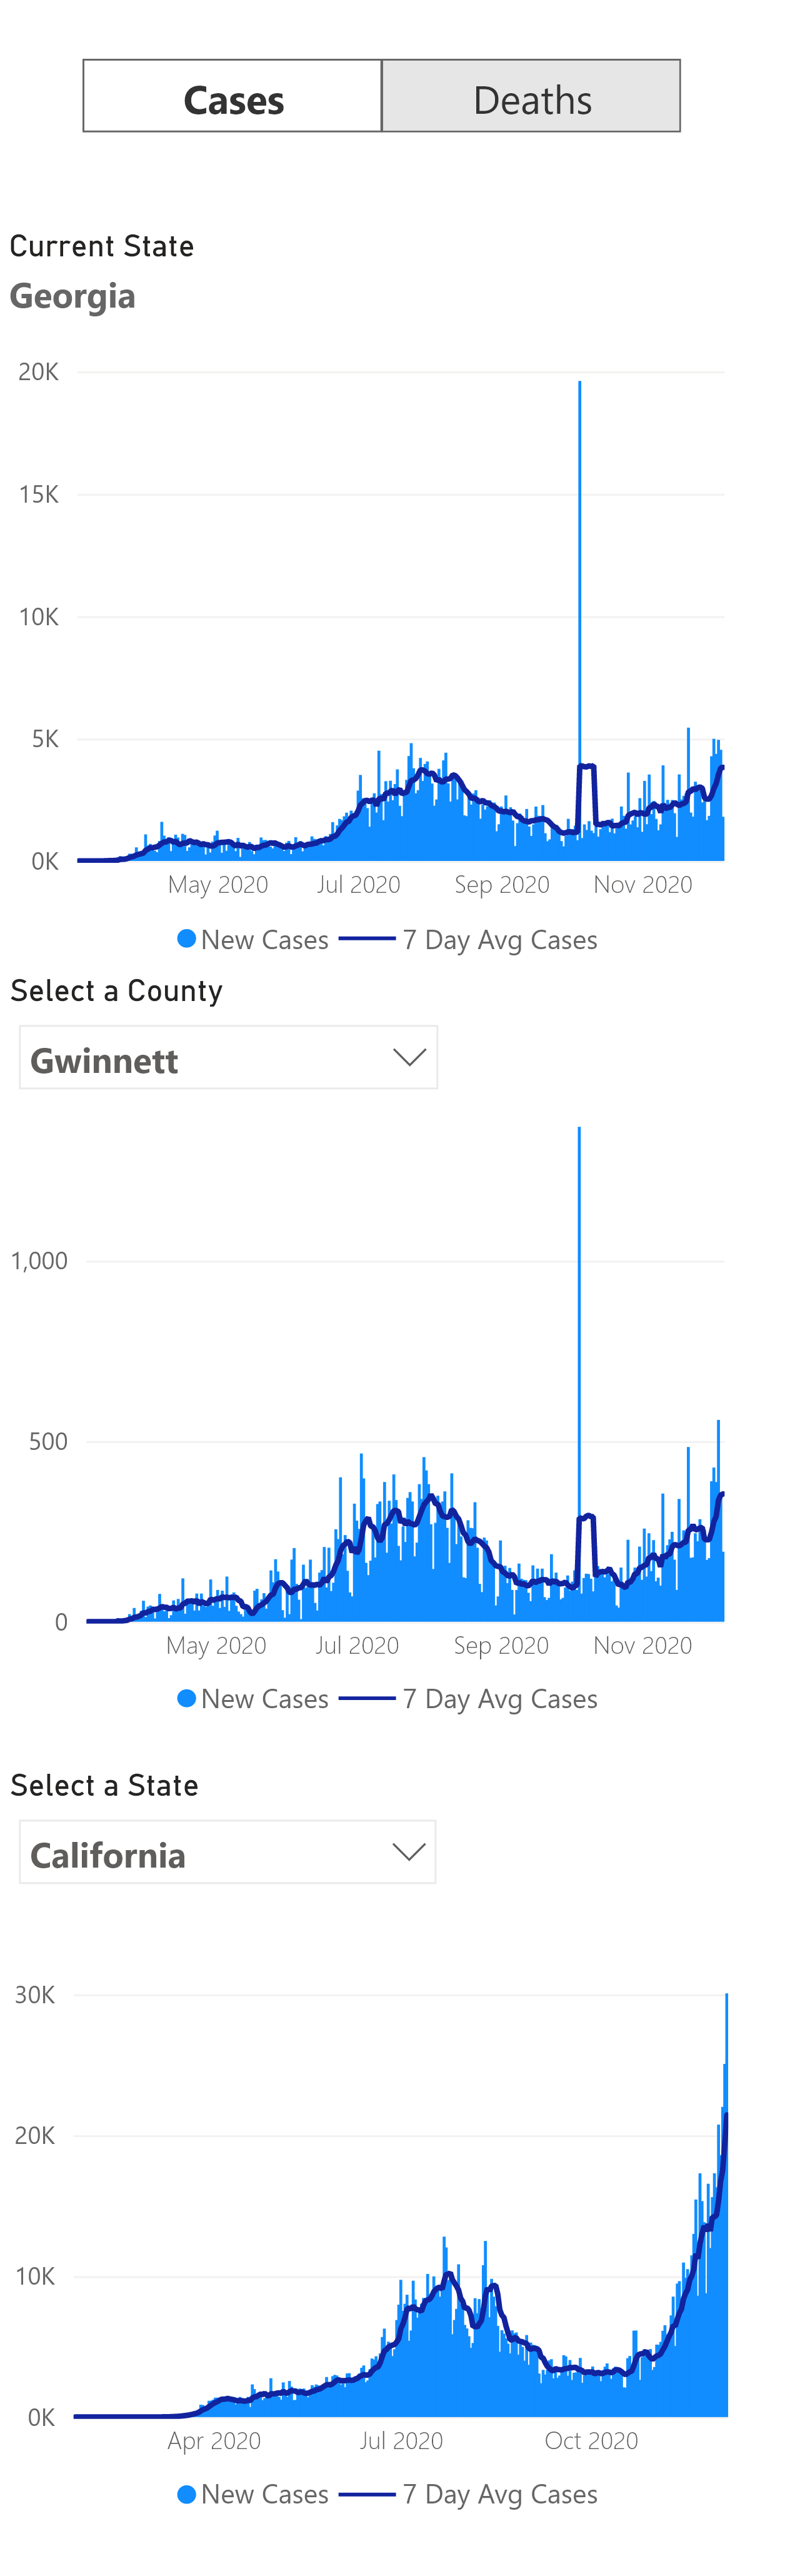 Cases Deaths
Current State
Georgia
20K
15K
10K
5K
0K
May 2020 Jul 2020 Sep 2020 Nov 2020
New Cases 7 Day Avg Cases
Select a County
Gwinnett
1,000
500
0
May 2020 Jul 2020 Sep 2020 Nov 2020
New Cases 7 Day Avg Cases
Select a State
California
30K
20K
10K
0K
Apr 2020 Jul 2020 Oct 2020
New Cases 7 Day Avg Cases